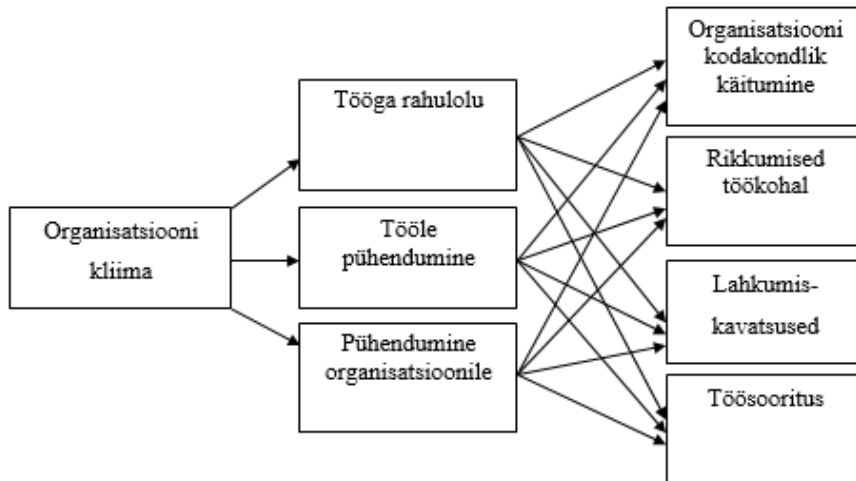 Organisatsiooni
kliima
Tööga rahulolu
Tööle
pühendumine
Pühendumine
organisatsioonile
Organisatsiooni
kodakondlik
käitumine
Rikkumised
töökohal
Lahkumis-
kavatsused
Töösooritus